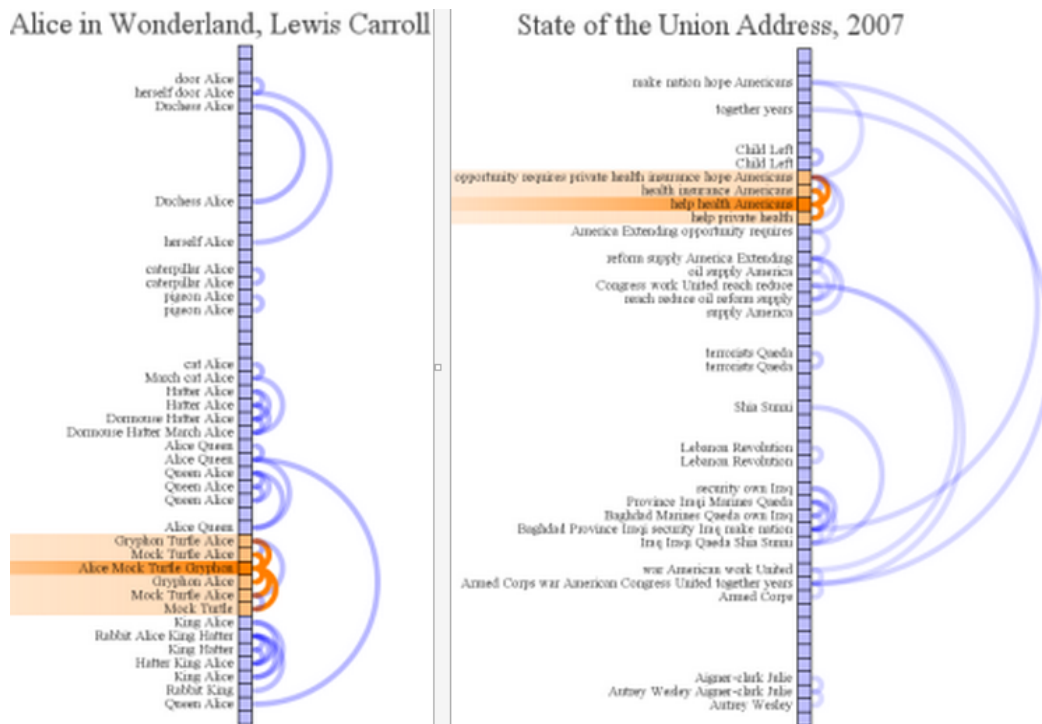 Alice in Wonderland, Lewis Carroll
door Alice
herself door Alice
Duchess Alice
Duchess Alice
herself Alice
caterpillar Alice
caterpillar Alice
pigeon Alice
pigeon Alice
cat Alice
March cat Alice
Hatter Alice
Hatter Alice
Dormouse Hatter Alice
Dormouse Hatter March Alice
Alice Queen
Alice Queen
Queen Alice
Queen Alice
Queen Alice
Alice Queen
Gryphon Turtle Alice
Mock Turtle Alice
Alice Mock Turtle Gryphon
Gryphon Alice
Mock Turtle Alice
Mock Turtle
King Alice
Rabbit Alice King Hatter
King Hatter
Hatter King Alice
King Alice
Rabbit King
Queen Alice
State of the Union Address, 2007
make nation hope Americans
together years
Child Left
Child Left
opportunity requires private health insurance hope Americans
health insurance Americans
help health Americans
help private health
America Extending opportunity requires
reform supply America Extending
oil supply America
Congress work United reach reduce
reach reduce oil reform supply
supply America
terrorists Qaeda
terrorists Qaeda
Shia Sunni
Lebanon Revolution
Lebanon Revolution
security own Iraq
Province Iraqi Marines Qaeda
Baghdad Marines Qaeda own Iraq
Baghdad Province Iraqi security Iraq make nation
Iraq Iraqi Qaeda Shia Sunni
war American work United
Armed Corps war American Congress United together years
Armed Corps
Aigner-clark Julie
Autrey Wesley Aigner-clark Julie
Autrey Wesley